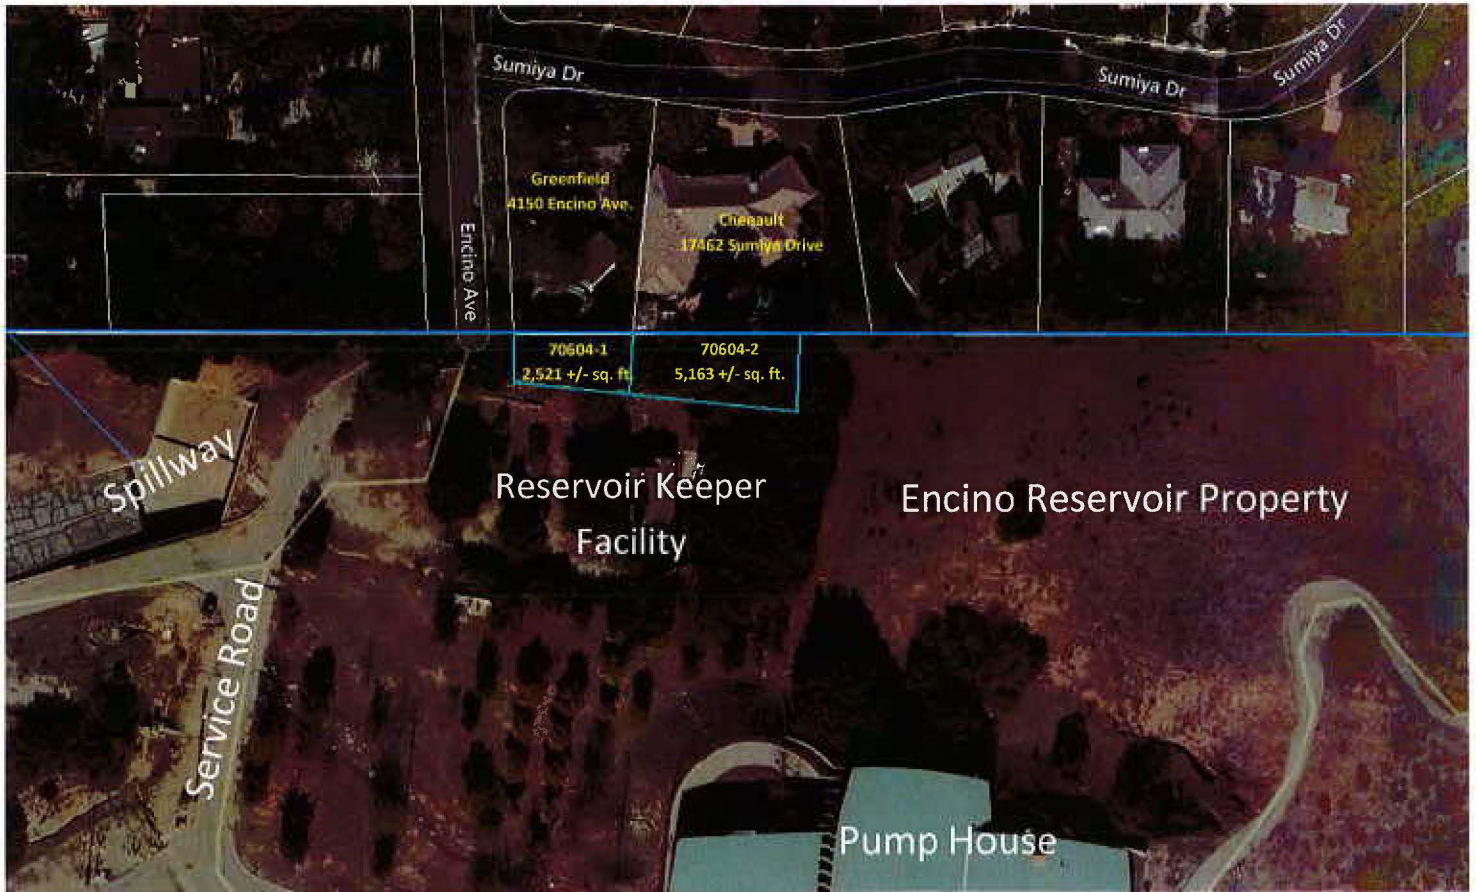 Sumiya Dr
Sumiya Dr
Sumiya Dr
Greenfield
4150 Encino Ave.
Chenault
17462 Sumiya Drive
Encino Ave
70604-1
2,521 +/- sq. ft.
70604-2
5,163 +/- sq. ft.
Spillway
Reservoir Keeper
Facility
Encino Reservoir Property
Service Road
Pump House